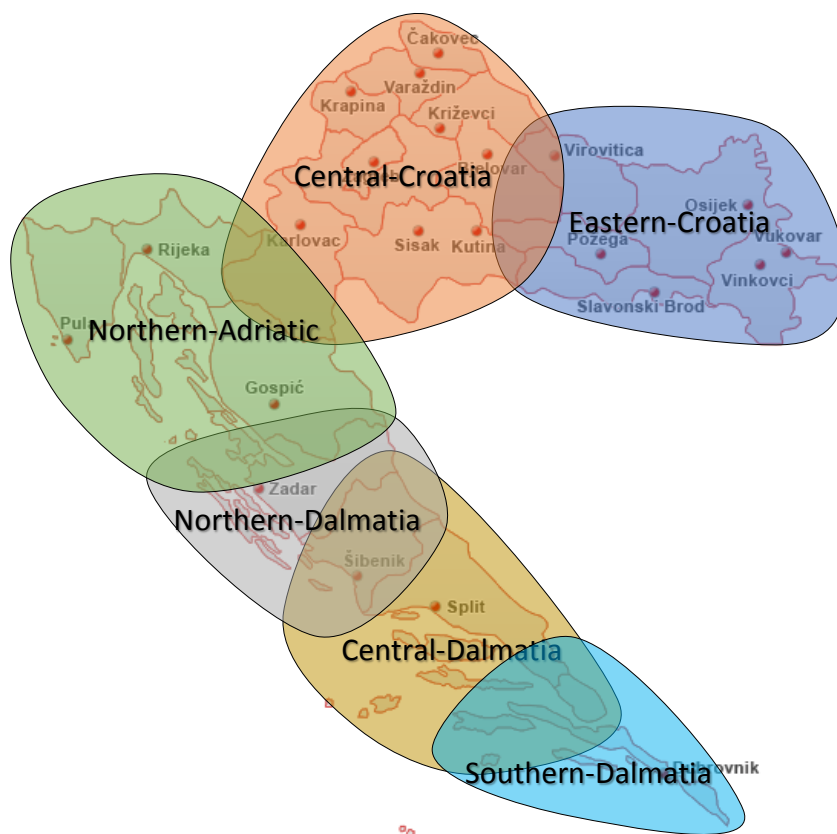 Čakovec
Varaždin
Krapina
Križevci
Virovitica
Bjelovar
Central-Croatia
Osijek
Eastern-Croatia
Karlovac
Sisak
Kutina
Požega
Vukovar
Rijeka
Vinkovci
Slavonski Brod
Pula
Northern-Adriatic
Gospić
Zadar
Northern-Dalmatia
Šibenik
Split
Central-Dalmatia
Southern-Dalmatia
Dubrovnik